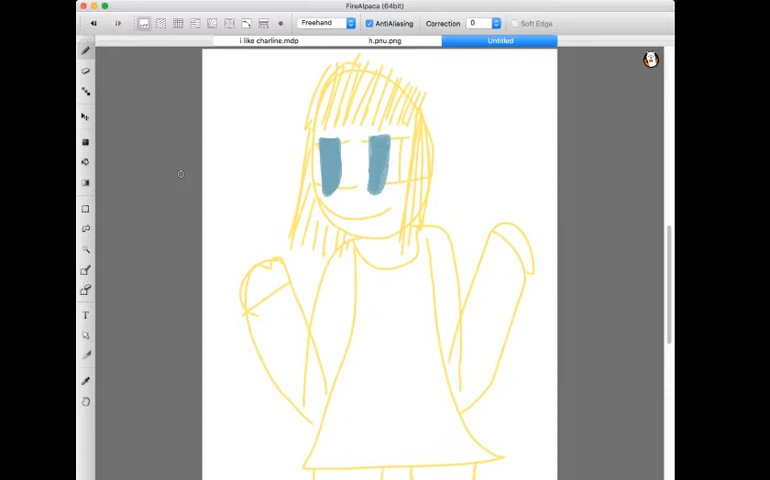 FireAlpaca (64bit)
Freehand AntiAliasing Correction 0 Soft Edge
i like charline.mdp h.pnu.png Untitled
T